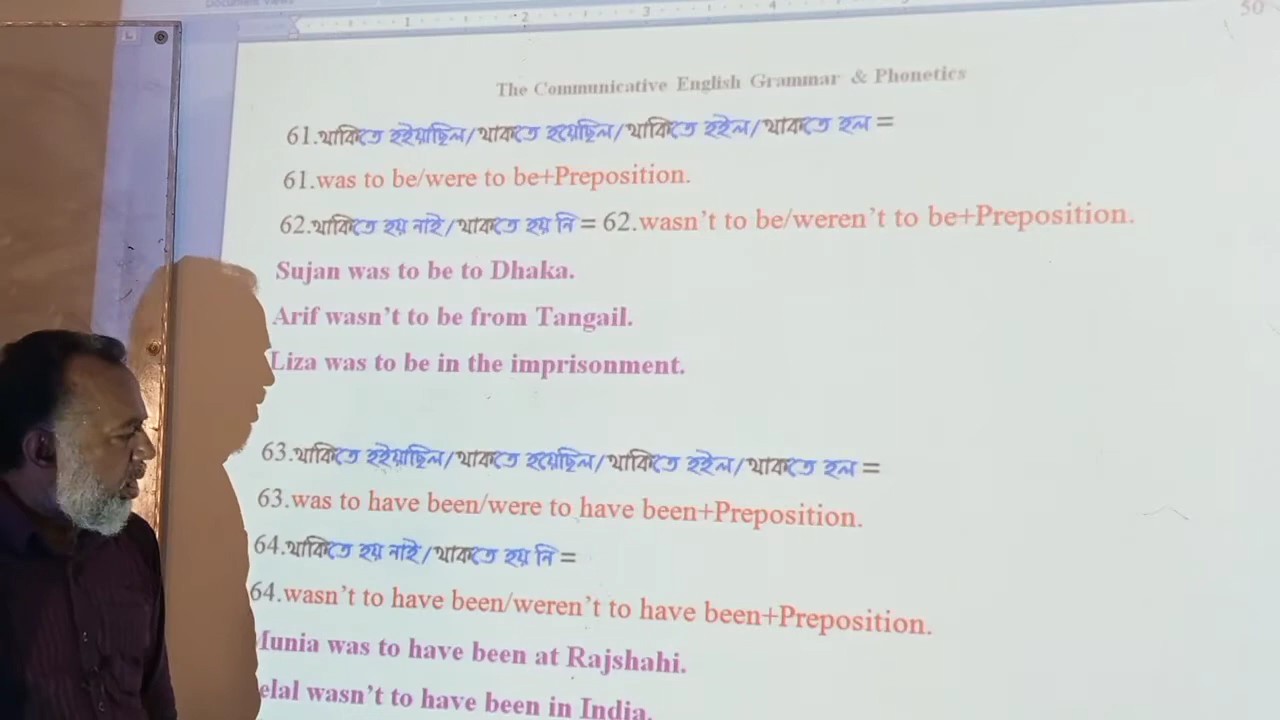 50
The Communicative English Grammar & Phonetics
61.থাকিতে হইয়াছিল/থাকতে হয়েছিল/থাকিতে হইল/থাকতে হল =
61.was to be/were to be+Preposition.
62.থাকিতে হয় নাই/থাকতে হয় নি = 62.wasn't to be/weren't to be+Preposition.
Sujan was to be to Dhaka.
Arif wasn't to be from Tangail.
Liza was to be in the imprisonment.
63.থাকিতে হইয়াছিল/থাকতে হয়েছিল/থাকিতে হইল/থাকতে হল =
63.was to have been/were to have been+Preposition.
64.থাকিতে হয় নাই/থাকতে হয় নি =
64.wasn't to have been/weren't to have been+Preposition.
Munia was to have been at Rajshahi.
elal wasn't to have been in India.